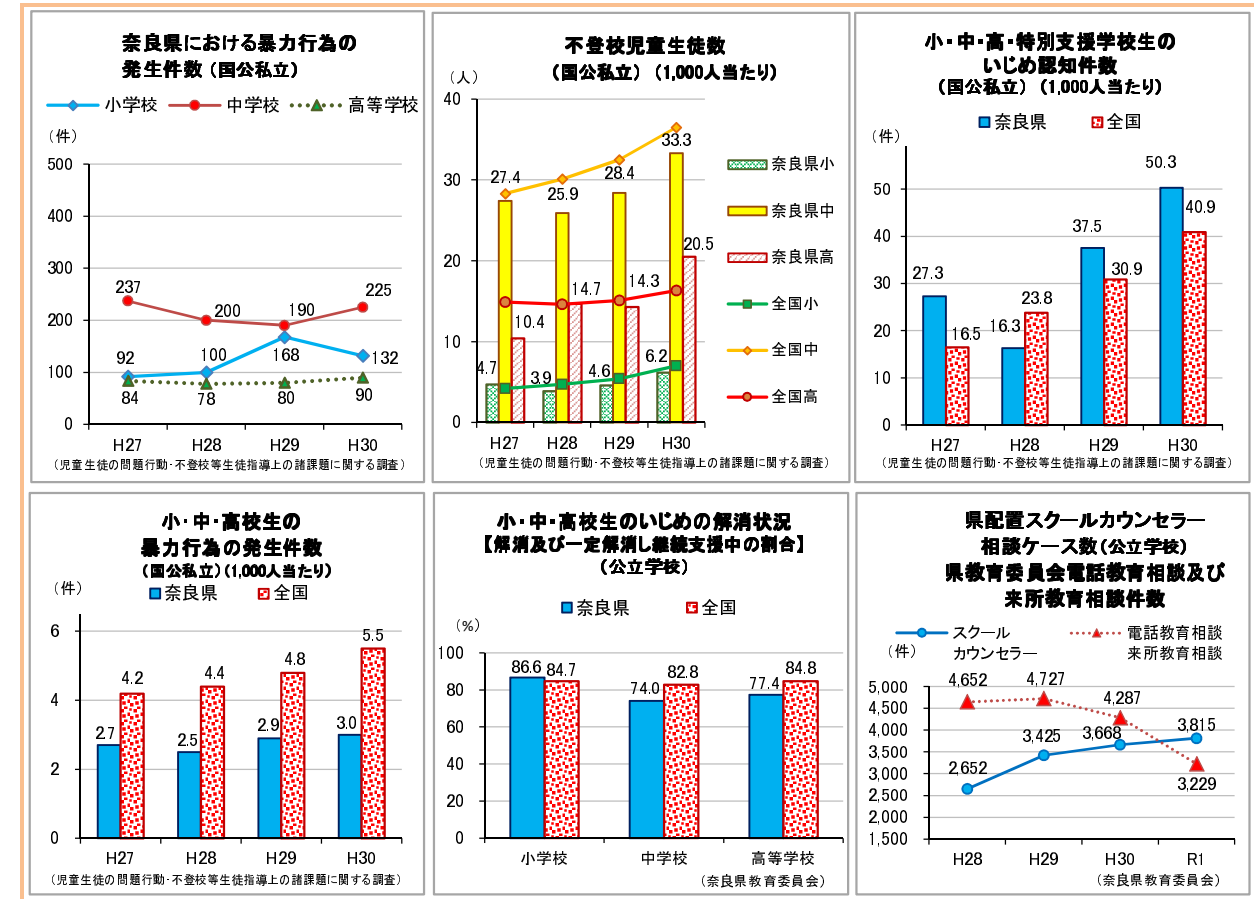 奈良県における暴力行為の
発生件数(国公私立)
小学校 中学校 高等学校
(件)
500
400
300
200
100
0
237 200 190 225
92 100 168 132
84 78 80 90
H27 H28 H29 H30
(児童生徒の問題行動・不登校等生徒指導上の諸課題に関する調査)
不登校児童生徒数
(国公私立) (1,000人当たり)
(人)
40
30
20
10
0
27.4 25.9 28.4 33.3
10.4 14.7 14.3 20.5
4.7 3.9 4.6 6.2
奈良県小
奈良県中
奈良県高
全国小
全国中
全国高
H27 H28 H29 H30
(児童生徒の問題行動・不登校等生徒指導上の諸課題に関する調査)
小・中・高・特別支援学校生の
いじめ認知件数
(国公私立) (1,000人当たり)
奈良県 全国
(件)
50
40
30
20
10
0
27.3 16.5 16.3 23.8 37.5 30.9 50.3 40.9
H27 H28 H29 H30
(児童生徒の問題行動・不登校等生徒指導上の諸課題に関する調査)
小・中・高校生の
暴力行為の発生件数
(国公私立)(1,000人当たり)
(件)
奈良県 全国
6
4
2
0
2.7 4.2 2.5 4.4 2.9 4.8 3.0 5.5
H27 H28 H29 H30
(児童生徒の問題行動・不登校等生徒指導上の諸課題に関する調査)
小・中・高校生のいじめの解消状況
【解消及び一定解消し継続支援中の割合】
(公立学校)
奈良県 全国
(%)
100
80
60
40
20
0
86.6 84.7 74.0 82.8 77.4 84.8
小学校 中学校 高等学校
(奈良県教育委員会)
県配置スクールカウンセラー
相談ケース数(公立学校)
県教育委員会電話教育相談及び
来所教育相談件数
スクール
カウンセラー
電話教育相談
来所教育相談
(件)
5,000
4,500
4,000
3,500
3,000
2,500
2,000
1,500
4,652 4,727 4,287 3,229
2,652 3,425 3,668 3,815
H28 H29 H30 R1
(奈良県教育委員会)